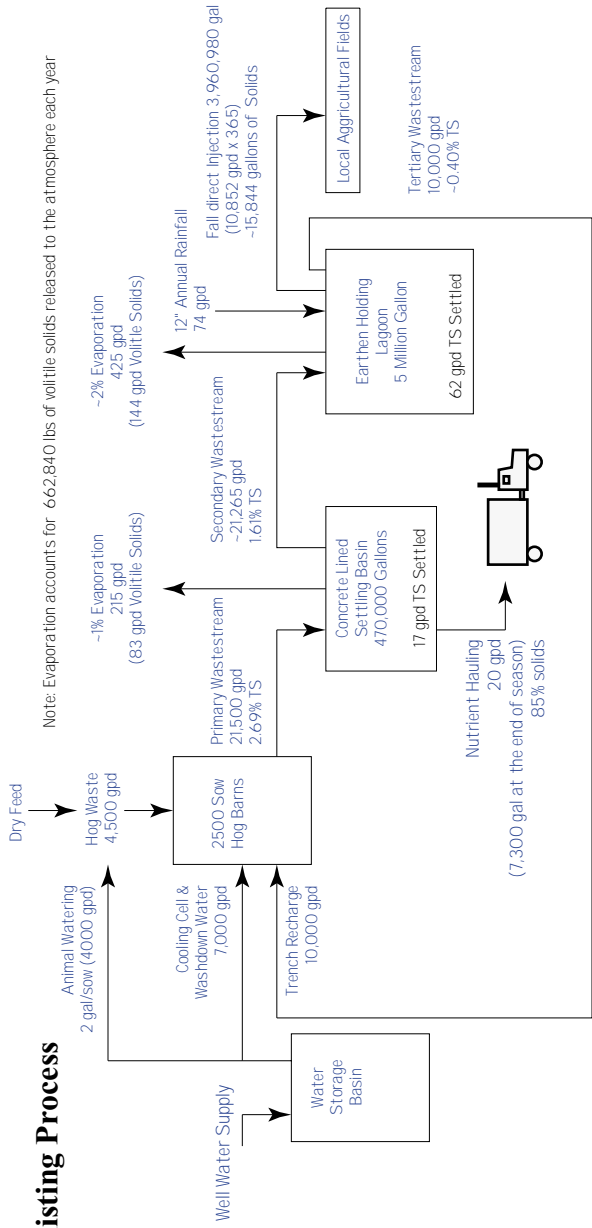 isting Process
Note: Evaporation accounts for 662,840 lbs of volitile solids released to the atmosphere each year
Dry Feed
Hog Waste
4,500 gpd
Animal Watering
2 gal/sow (4000 gpd)
Well Water Supply
Water
Storage
Basin
Cooling Cell &
Washdown Water
7,000 gpd
Trench Recharge
10,000 gpd
2500 Sow
Hog Barns
Primary Wastestream
21,500 gpd
2.69% TS
~1% Evaporation
215 gpd
(83 gpd Volitile Solids)
Concrete Lined
Settling Basin
470,000 Gallons
17 gpd TS Settled
Nutrient Hauling
20 gpd
(7,300 gal at the end of season)
85% solids
Secondary Wastestream
~21,265 gpd
1.61% TS
~2% Evaporation
425 gpd
(144 gpd Volitile Solids)
12" Annual Rainfall
74 gpd
Earthen Holding
Lagoon
5 Million Gallon
62 gpd TS Settled
Fall direct Injection 3,960,980 gal
(10,852 gpd x 365)
~15,844 gallons of Solids
Local Aggricultural Fields
Tertiary Wastestream
10,000 gpd
~0.40% TS